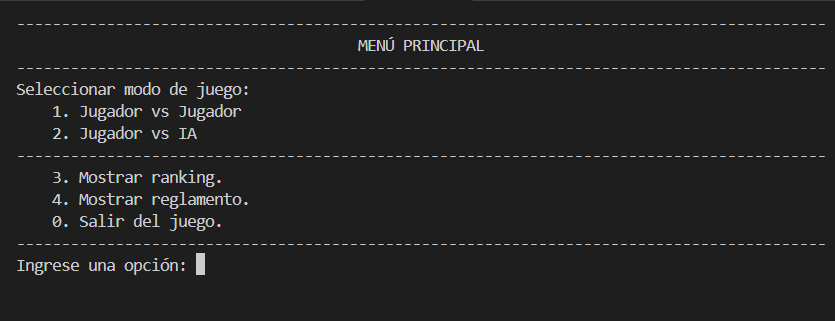 ------------------------------------------------------------------------------------------
MENÚ PRINCIPAL
------------------------------------------------------------------------------------------
Seleccionar modo de juego:
1. Jugador vs Jugador
2. Jugador vs IA
------------------------------------------------------------------------------------------
3. Mostrar ranking.
4. Mostrar reglamento.
0. Salir del juego.
------------------------------------------------------------------------------------------
Ingrese una opción: